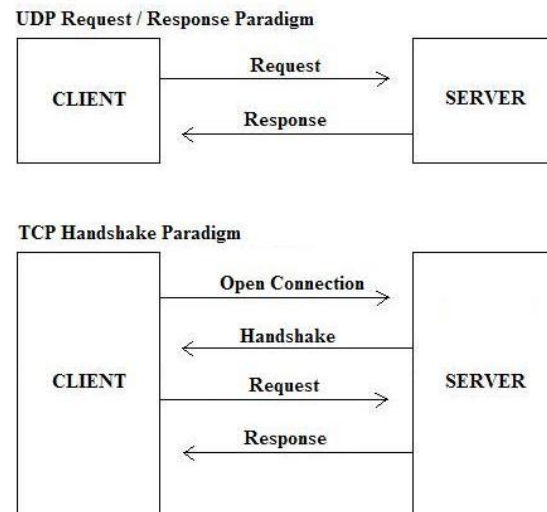 UDP Request / Response Paradigm
Request
CLIENT
SERVER
Response
TCP Handshake Paradigm
Open Connection
Handshake
CLIENT
SERVER
Request
Response